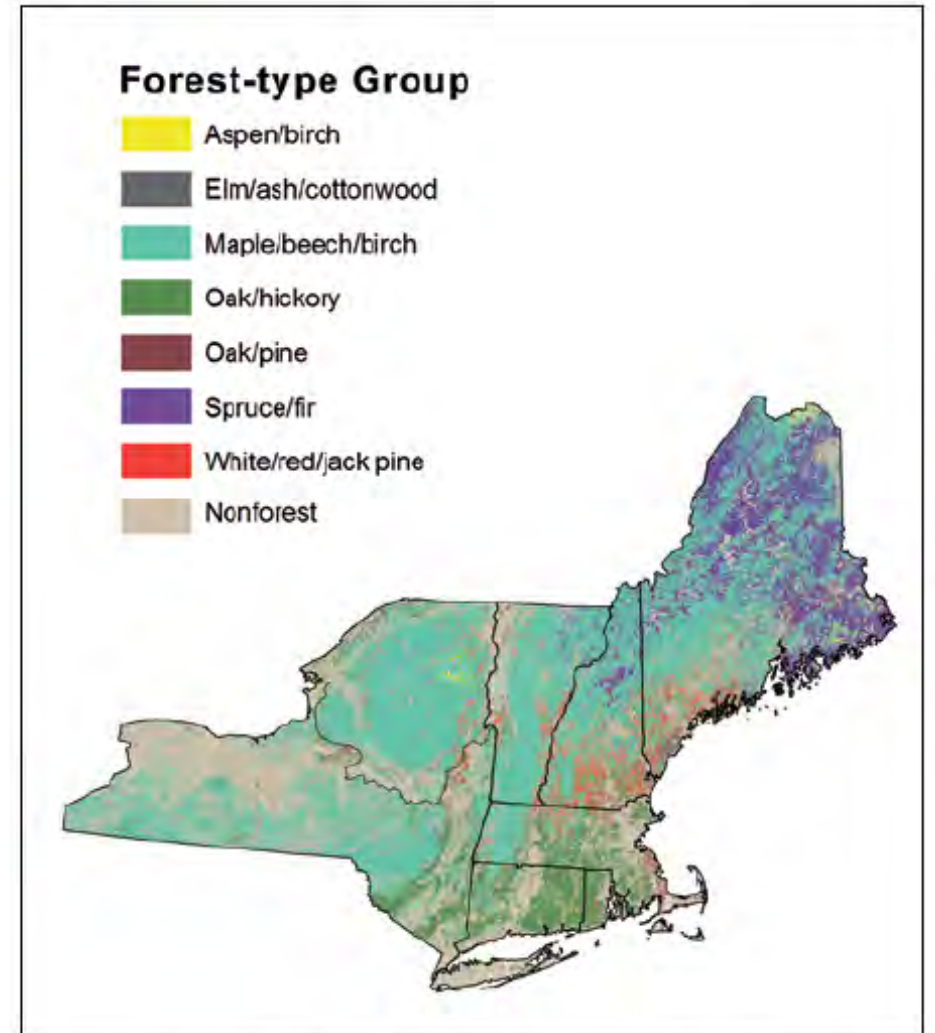 Forest-type Group
Aspen/birch
Elm/ash/cottonwood
Maple/beech/birch
Oak/hickory
Oak/pine
Spruce/fir
White/red/jack pine
Nonforest